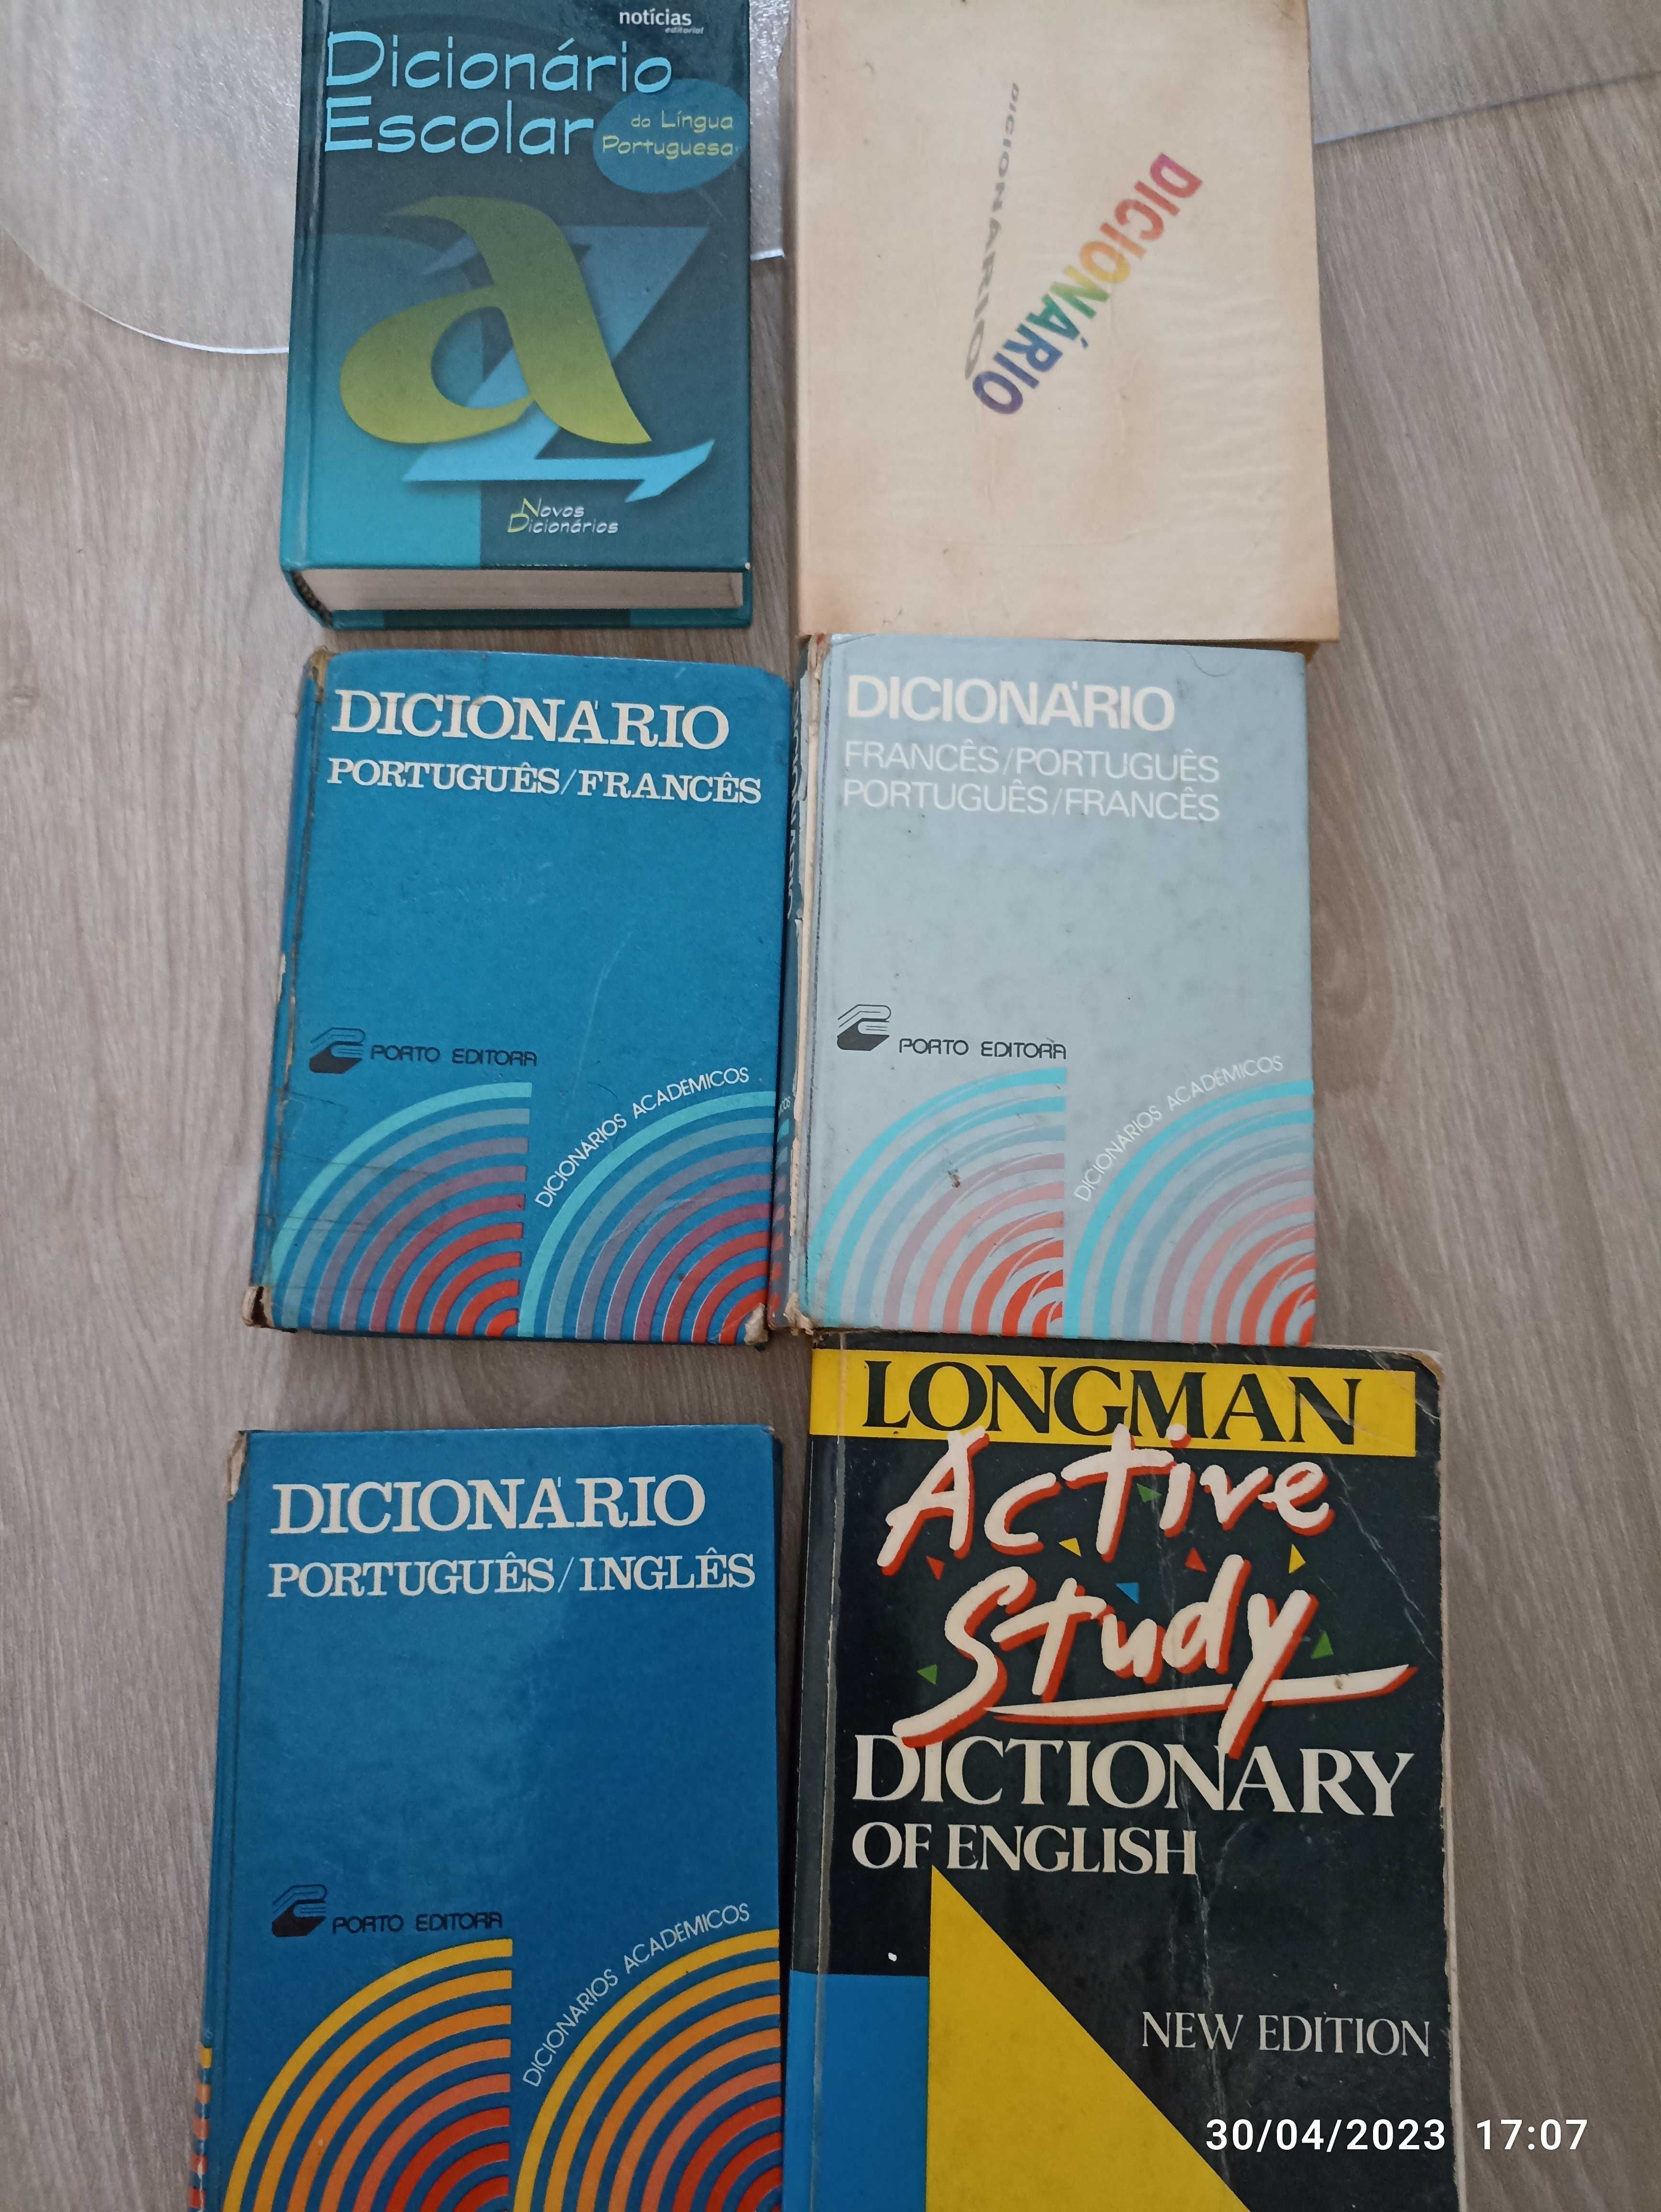 notícias
editorial
Dicionário
Escolar
da Língua
Portuguesa
Novos
Dicionários
DICIONÁRIO
DICIONÁRIO
DICIONÁRIO
PORTUGUÊS/FRANCÊS
PORTO EDITORA
DICIONÁRIOS ACADÉMICOS
DICIONÁRIO
FRANCÊS/PORTUGUÊS
PORTUGUÊS/FRANCÊS
PORTO EDITORA
DICIONÁRIOS ACADÉMICOS
DICIONÁRIO
PORTUGUÊS/INGLÊS
PORTO EDITORA
DICIONÁRIOS ACADÉMICOS
LONGMAN
Active
Study
DICTIONARY
OF ENGLISH
NEW EDITION
30/04/2023 17:07